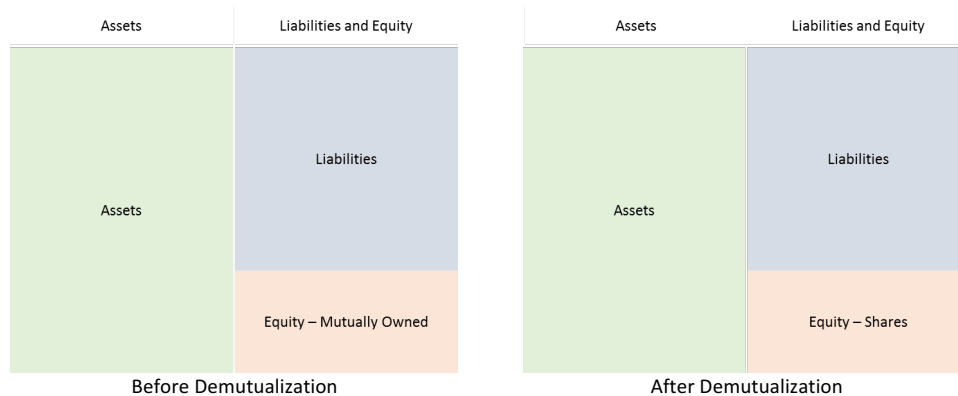 Assets
Liabilities and Equity
Assets
Liabilities
Equity – Mutually Owned
Before Demutualization
Assets
Liabilities and Equity
Assets
Liabilities
Equity – Shares
After Demutualization